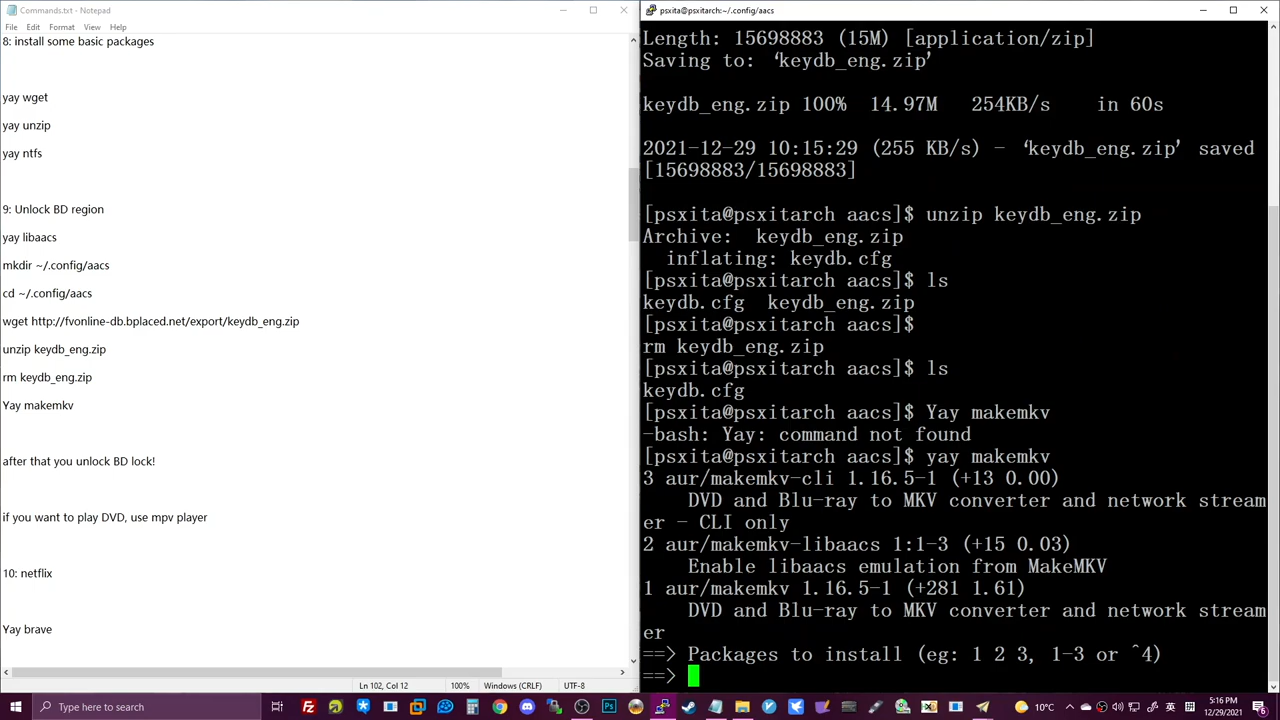 Commands.txt - Notepad
File Edit Format View Help
8: install some basic packages
yay wget
yay unzip
yay ntfs
9: Unlock BD region
yay libaacs
mkdir ~/.config/aacs
cd ~/.config/aacs
wget http://fvonline-db.bplaced.net/export/keydb_eng.zip
unzip keydb_eng.zip
rm keydb_eng.zip
Yay makemkv
after that you unlock BD lock!
if you want to play DVD, use mpv player
10: netflix
Yay brave
Ln 102, Col 12 100% Windows (CRLF) UTF-8
psxita@psxitarch:~/.config/aacs
Length: 15698883 (15M) [application/zip]
Saving to: ‘keydb_eng.zip’
keydb_eng.zip 100% 14.97M 254KB/s in 60s
2021-12-29 10:15:29 (255 KB/s) - ‘keydb_eng.zip’ saved
[15698883/15698883]
[psxita@psxitarch aacs]$ unzip keydb_eng.zip
Archive: keydb_eng.zip
inflating: keydb.cfg
[psxita@psxitarch aacs]$ ls
keydb.cfg keydb_eng.zip
[psxita@psxitarch aacs]$
rm keydb_eng.zip
[psxita@psxitarch aacs]$ ls
keydb.cfg
[psxita@psxitarch aacs]$ Yay makemkv
-bash: Yay: command not found
[psxita@psxitarch aacs]$ yay makemkv
3 aur/makemkv-cli 1.16.5-1 (+13 0.00)
DVD and Blu-ray to MKV converter and network stream
er - CLI only
2 aur/makemkv-libaacs 1:1-3 (+15 0.03)
Enable libaacs emulation from MakeMKV
1 aur/makemkv 1.16.5-1 (+281 1.61)
DVD and Blu-ray to MKV converter and network stream
er
==> Packages to install (eg: 1 2 3, 1-3 or ^4)
==>
Type here to search
10°C
英
5:16 PM
12/29/2021